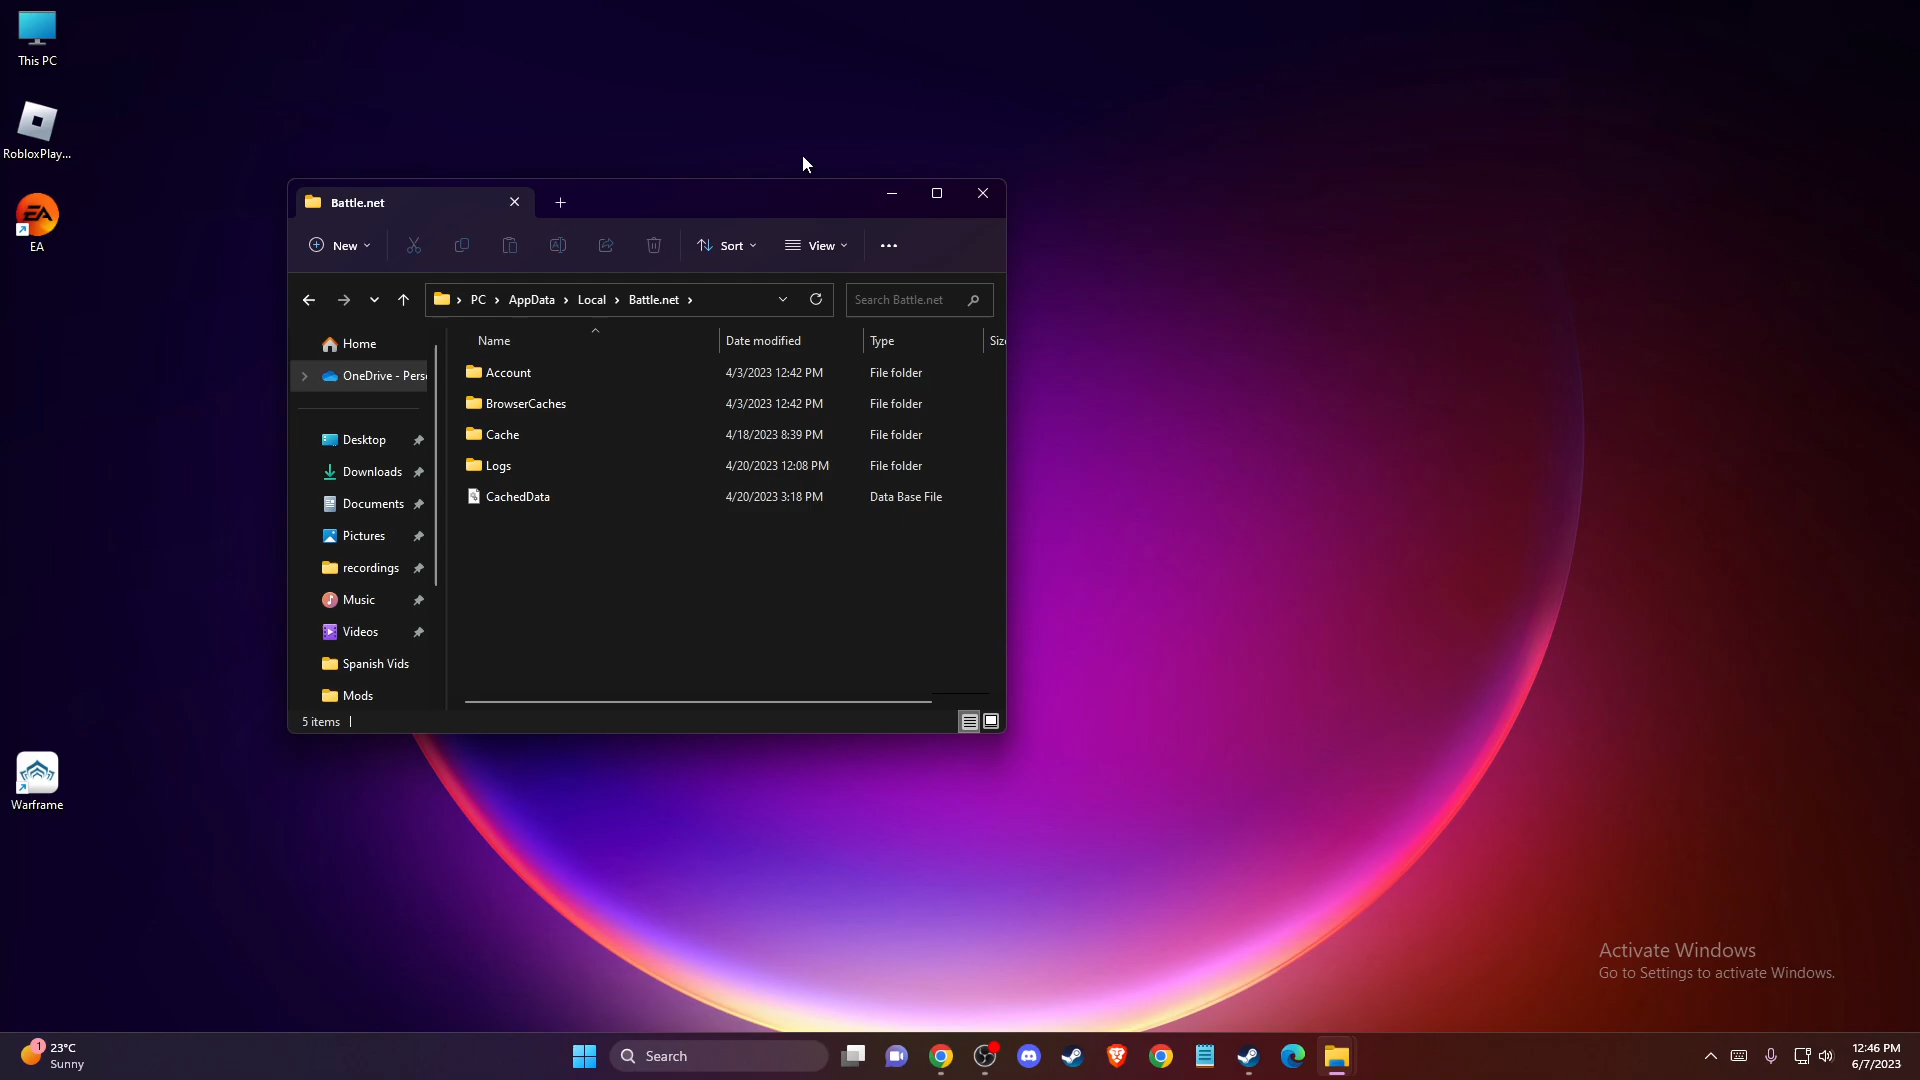 This PC
RobloxPlay...
EA
Warframe
Battle.net
New
Sort
View
PC
AppData
Local
Battle.net
Search Battle.net
Home
OneDrive - Pers
Desktop
Downloads
Documents
Pictures
recordings
Music
Videos
Spanish Vids
Mods
Name Date modified Type Siz
Account 4/3/2023 12:42 PM File folder
BrowserCaches 4/3/2023 12:42 PM File folder
Cache 4/18/2023 8:39 PM File folder
Logs 4/20/2023 12:08 PM File folder
CachedData 4/20/2023 3:18 PM Data Base File
5 items
Activate Windows
Go to Settings to activate Windows.
1
23°C
Sunny
Search
12:46 PM
6/7/2023